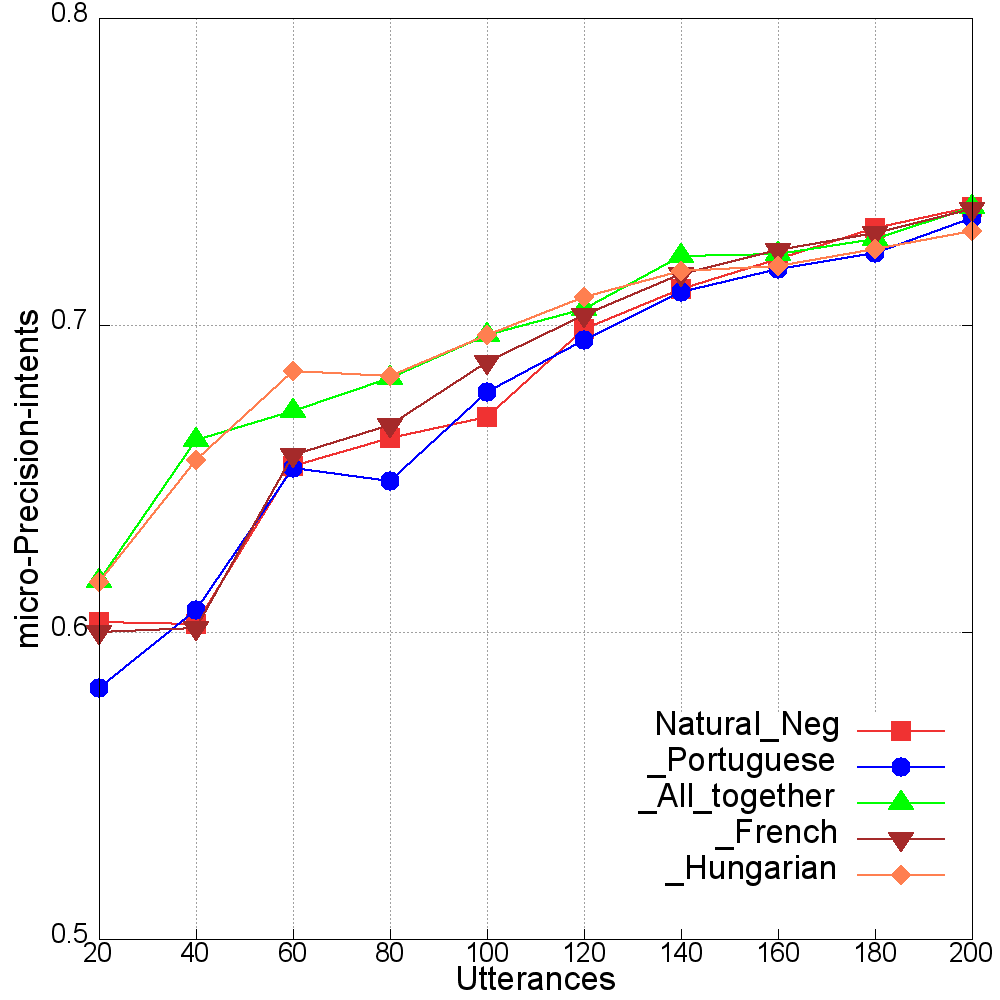 0.8
0.7
0.6
0.5
micro-Precision-intents
Natural_Neg
_Portuguese
_All_together
_French
_Hungarian
20 40 60 80 100 120 140 160 180 200
Utterances